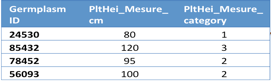 Germplasm ID PltHei_Mesure_cm PltHei_Mesure_category
24530 80 1
85432 120 3
78452 95 2
56093 100 2